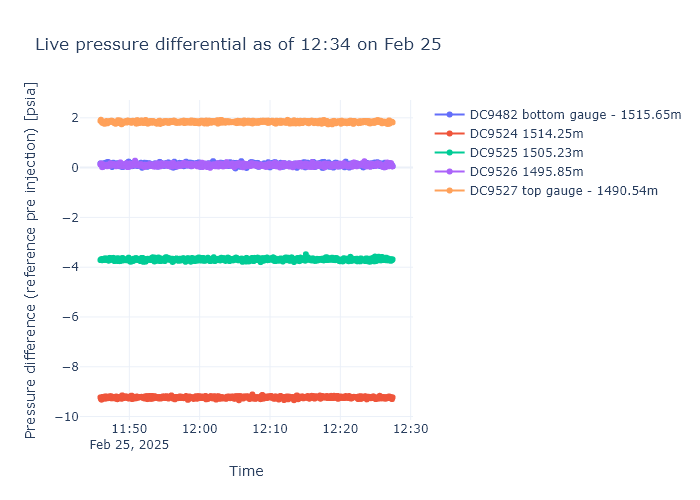 Live pressure differential as of 12:34 on Feb 25
Pressure difference (reference pre injection) [psia]
2
0
−2
−4
−6
−8
−10
11:50
Feb 25, 2025
12:00
12:10
12:20
12:30
Time
DC9482 bottom gauge - 1515.65m
DC9524 1514.25m
DC9525 1505.23m
DC9526 1495.85m
DC9527 top gauge - 1490.54m